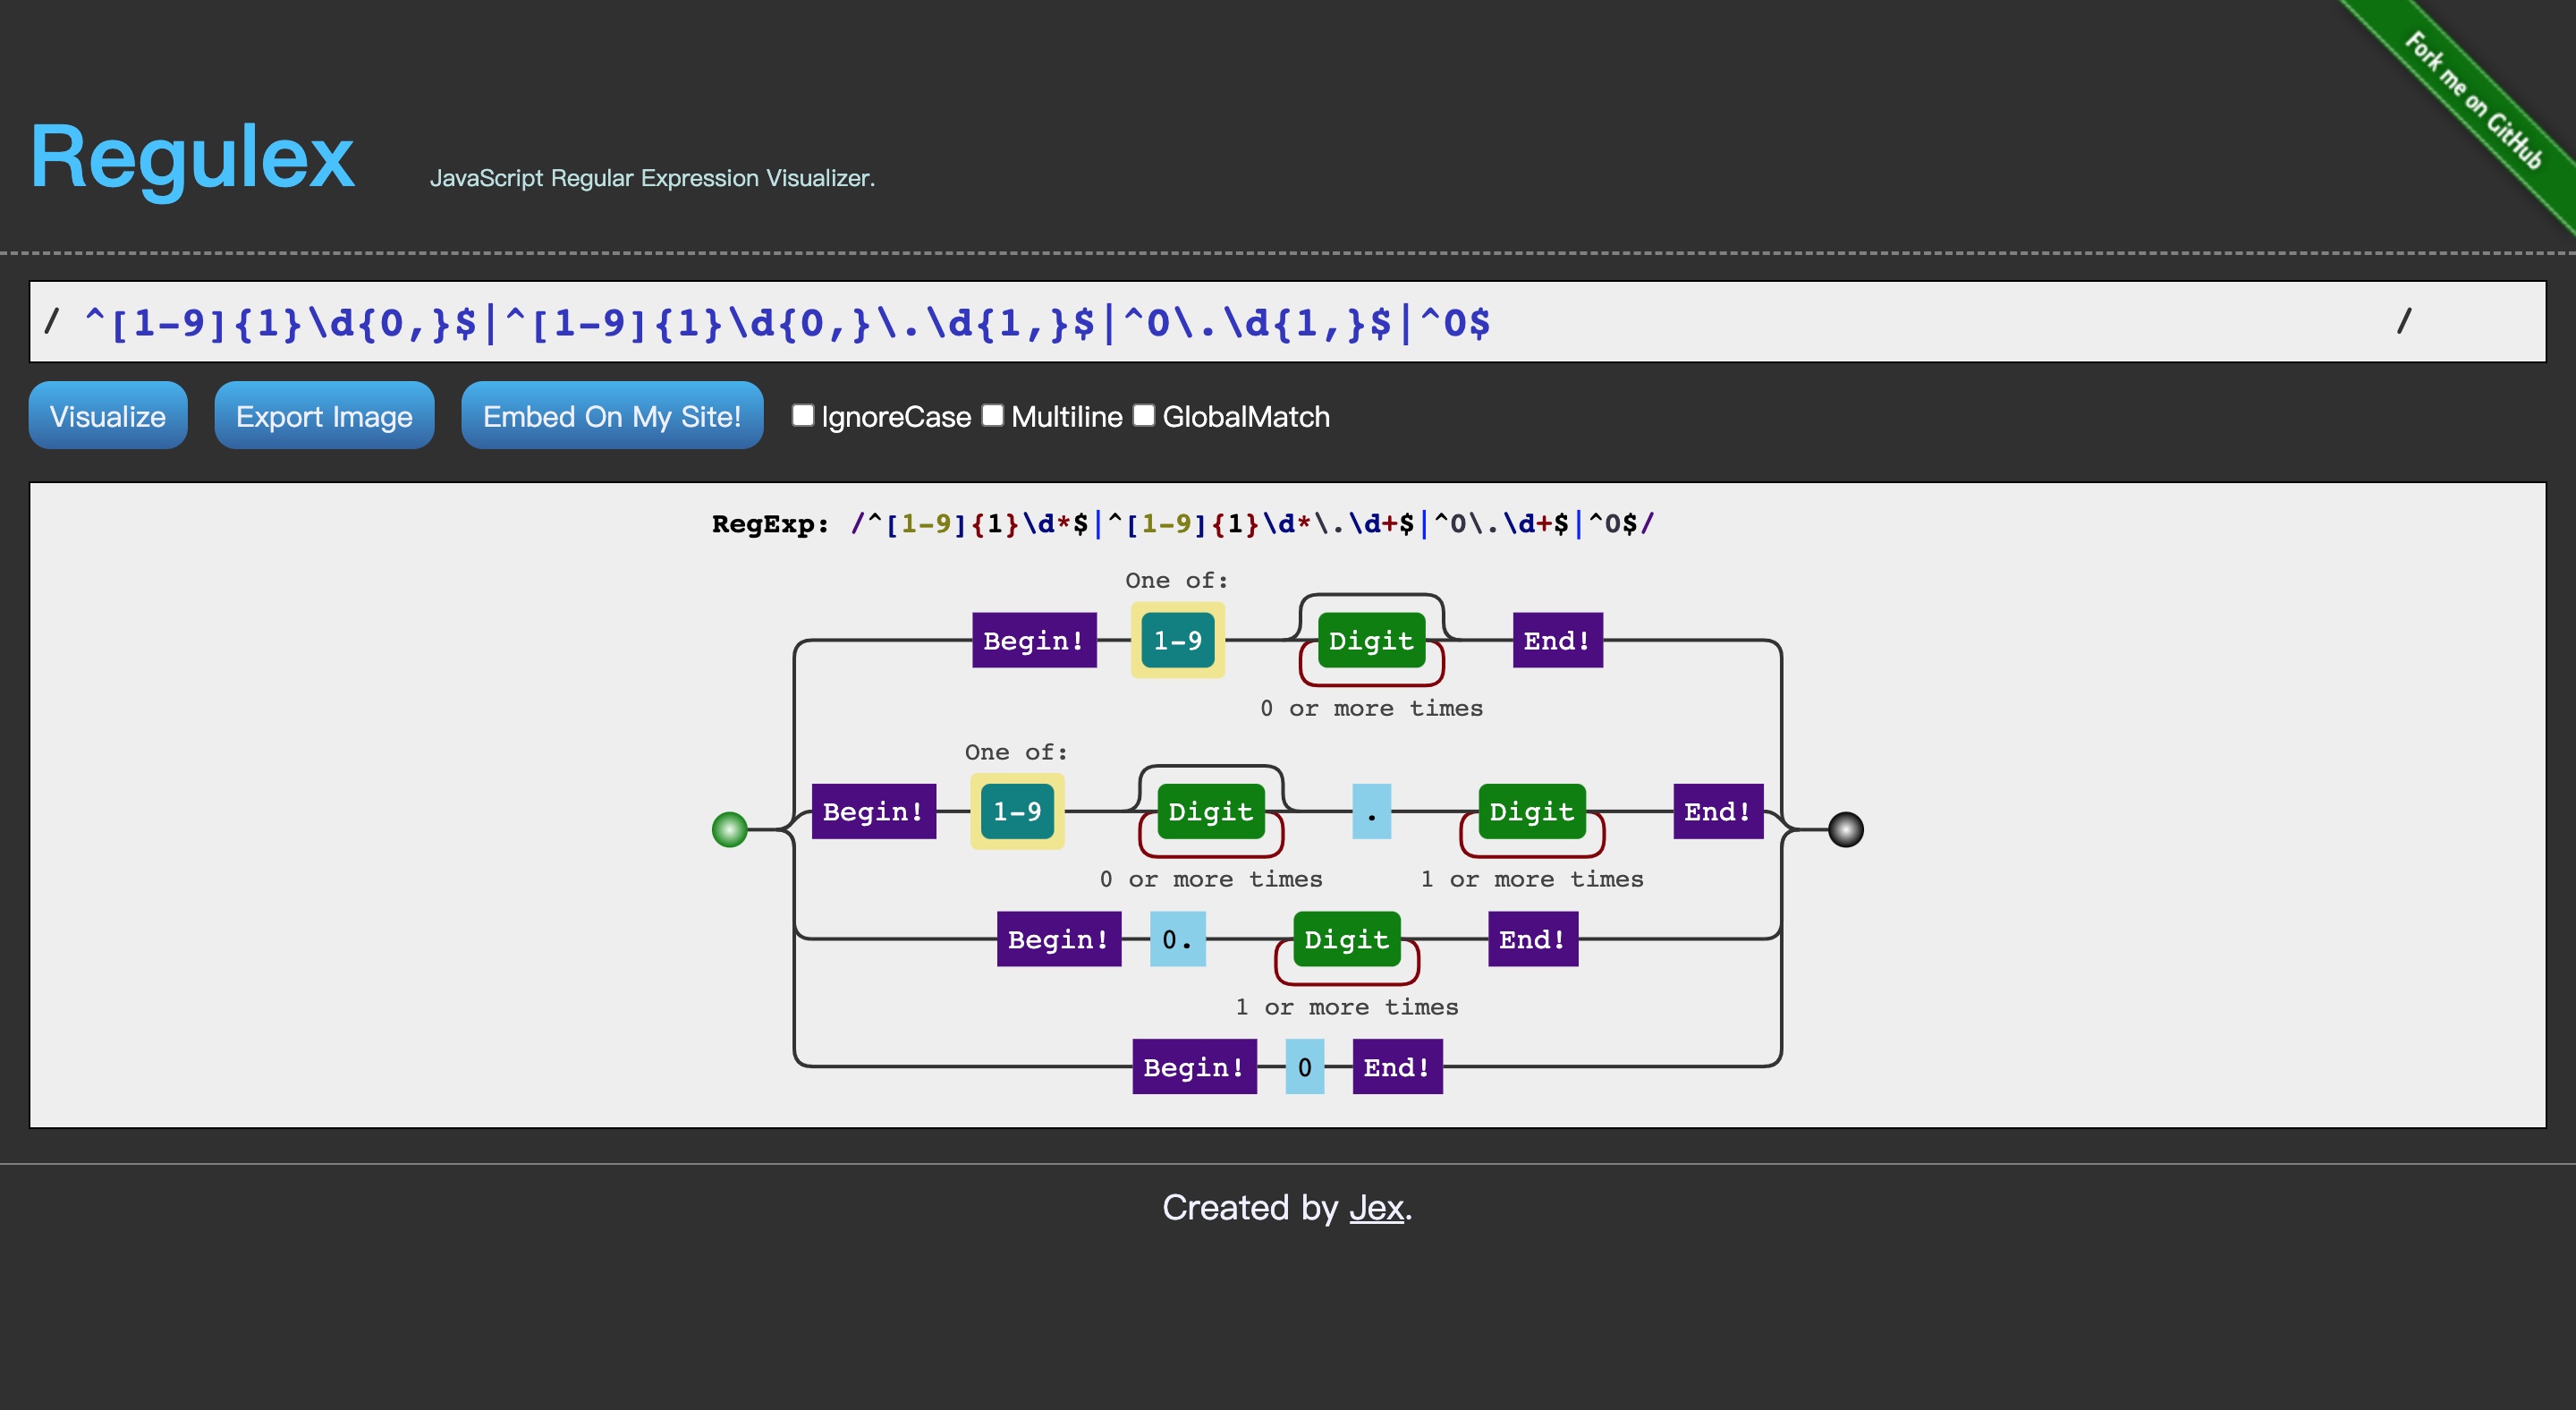 Fork me on GitHub
Regulex JavaScript Regular Expression Visualizer.
/ ^[1-9]{1}\d{0,}$|^[1-9]{1}\d{0,}\.\d{1,}$|^0\.\d{1,}$|^0$ /
Visualize Export Image Embed On My Site! IgnoreCase Multiline GlobalMatch
RegExp: /^[1-9]{1}\d*$|^[1-9]{1}\d*\.\d+$|^0\.\d+$|^0$/
One of:
Begin! 1-9 Digit End!
0 or more times
One of:
Begin! 1-9 Digit . Digit End!
0 or more times 1 or more times
Begin! 0. Digit End!
1 or more times
Begin! 0 End!
Created by Jex.